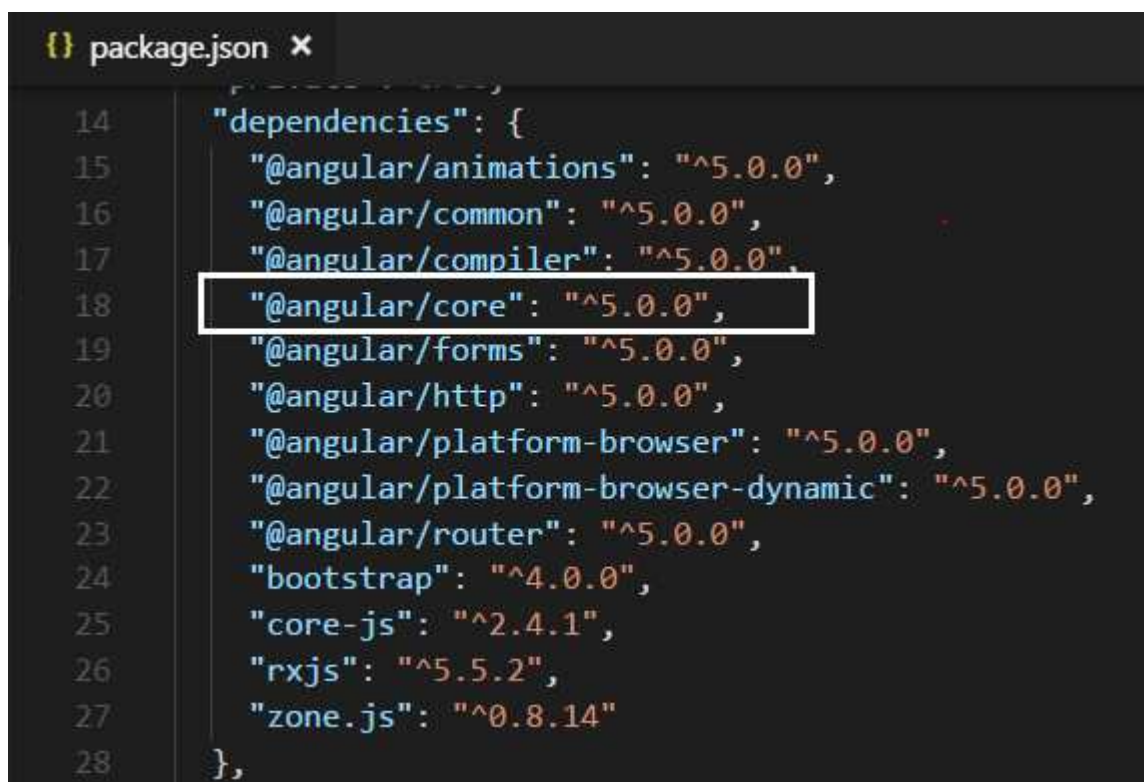 {} package.json ×
14 "dependencies": {
15 "@angular/animations": "^5.0.0",
16 "@angular/common": "^5.0.0",
17 "@angular/compiler": "^5.0.0",
18 "@angular/core": "^5.0.0",
19 "@angular/forms": "^5.0.0",
20 "@angular/http": "^5.0.0",
21 "@angular/platform-browser": "^5.0.0",
22 "@angular/platform-browser-dynamic": "^5.0.0",
23 "@angular/router": "^5.0.0",
24 "bootstrap": "^4.0.0",
25 "core-js": "^2.4.1",
26 "rxjs": "^5.5.2",
27 "zone.js": "^0.8.14"
28 },